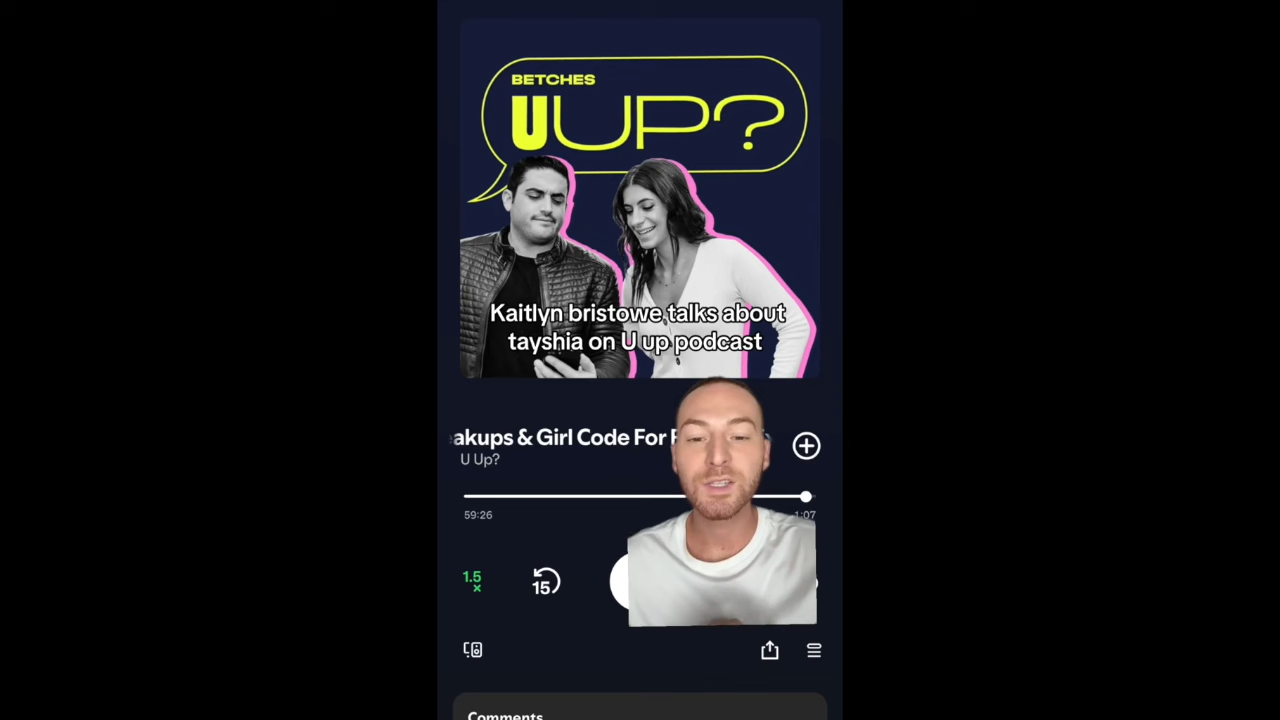 BETCHES
U UP?
Kaitlyn bristowe talks about
tayshia on U up podcast
akups & Girl Code For
U Up?
59:26
1:07
1.5
×
15
Comments